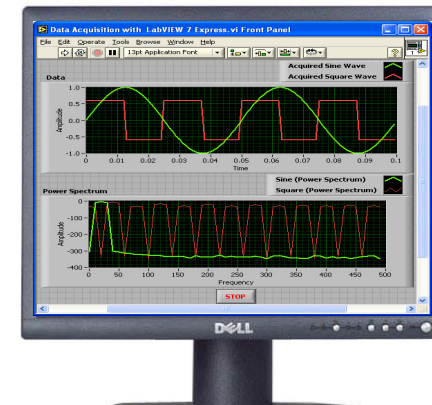 Data Acquisition with LabVIEW 7 Express.vi Front Panel
File Edit Operate Tools Browse Window Help
13pt Application Font
?
Acquired Sine Wave
Data
Acquired Square Wave
1.0
0.5
0.0
-0.5
-1.0
Amplitude
0 0.01 0.02 0.03 0.04 0.05 0.06 0.07 0.08 0.09 0.1
Time
Sine (Power Spectrum)
Power Spectrum
Square (Power Spectrum)
0
-100
-200
-300
-400
Amplitude
0 50 100 150 200 250 300 350 400 450 500
Frequency
STOP
DELL